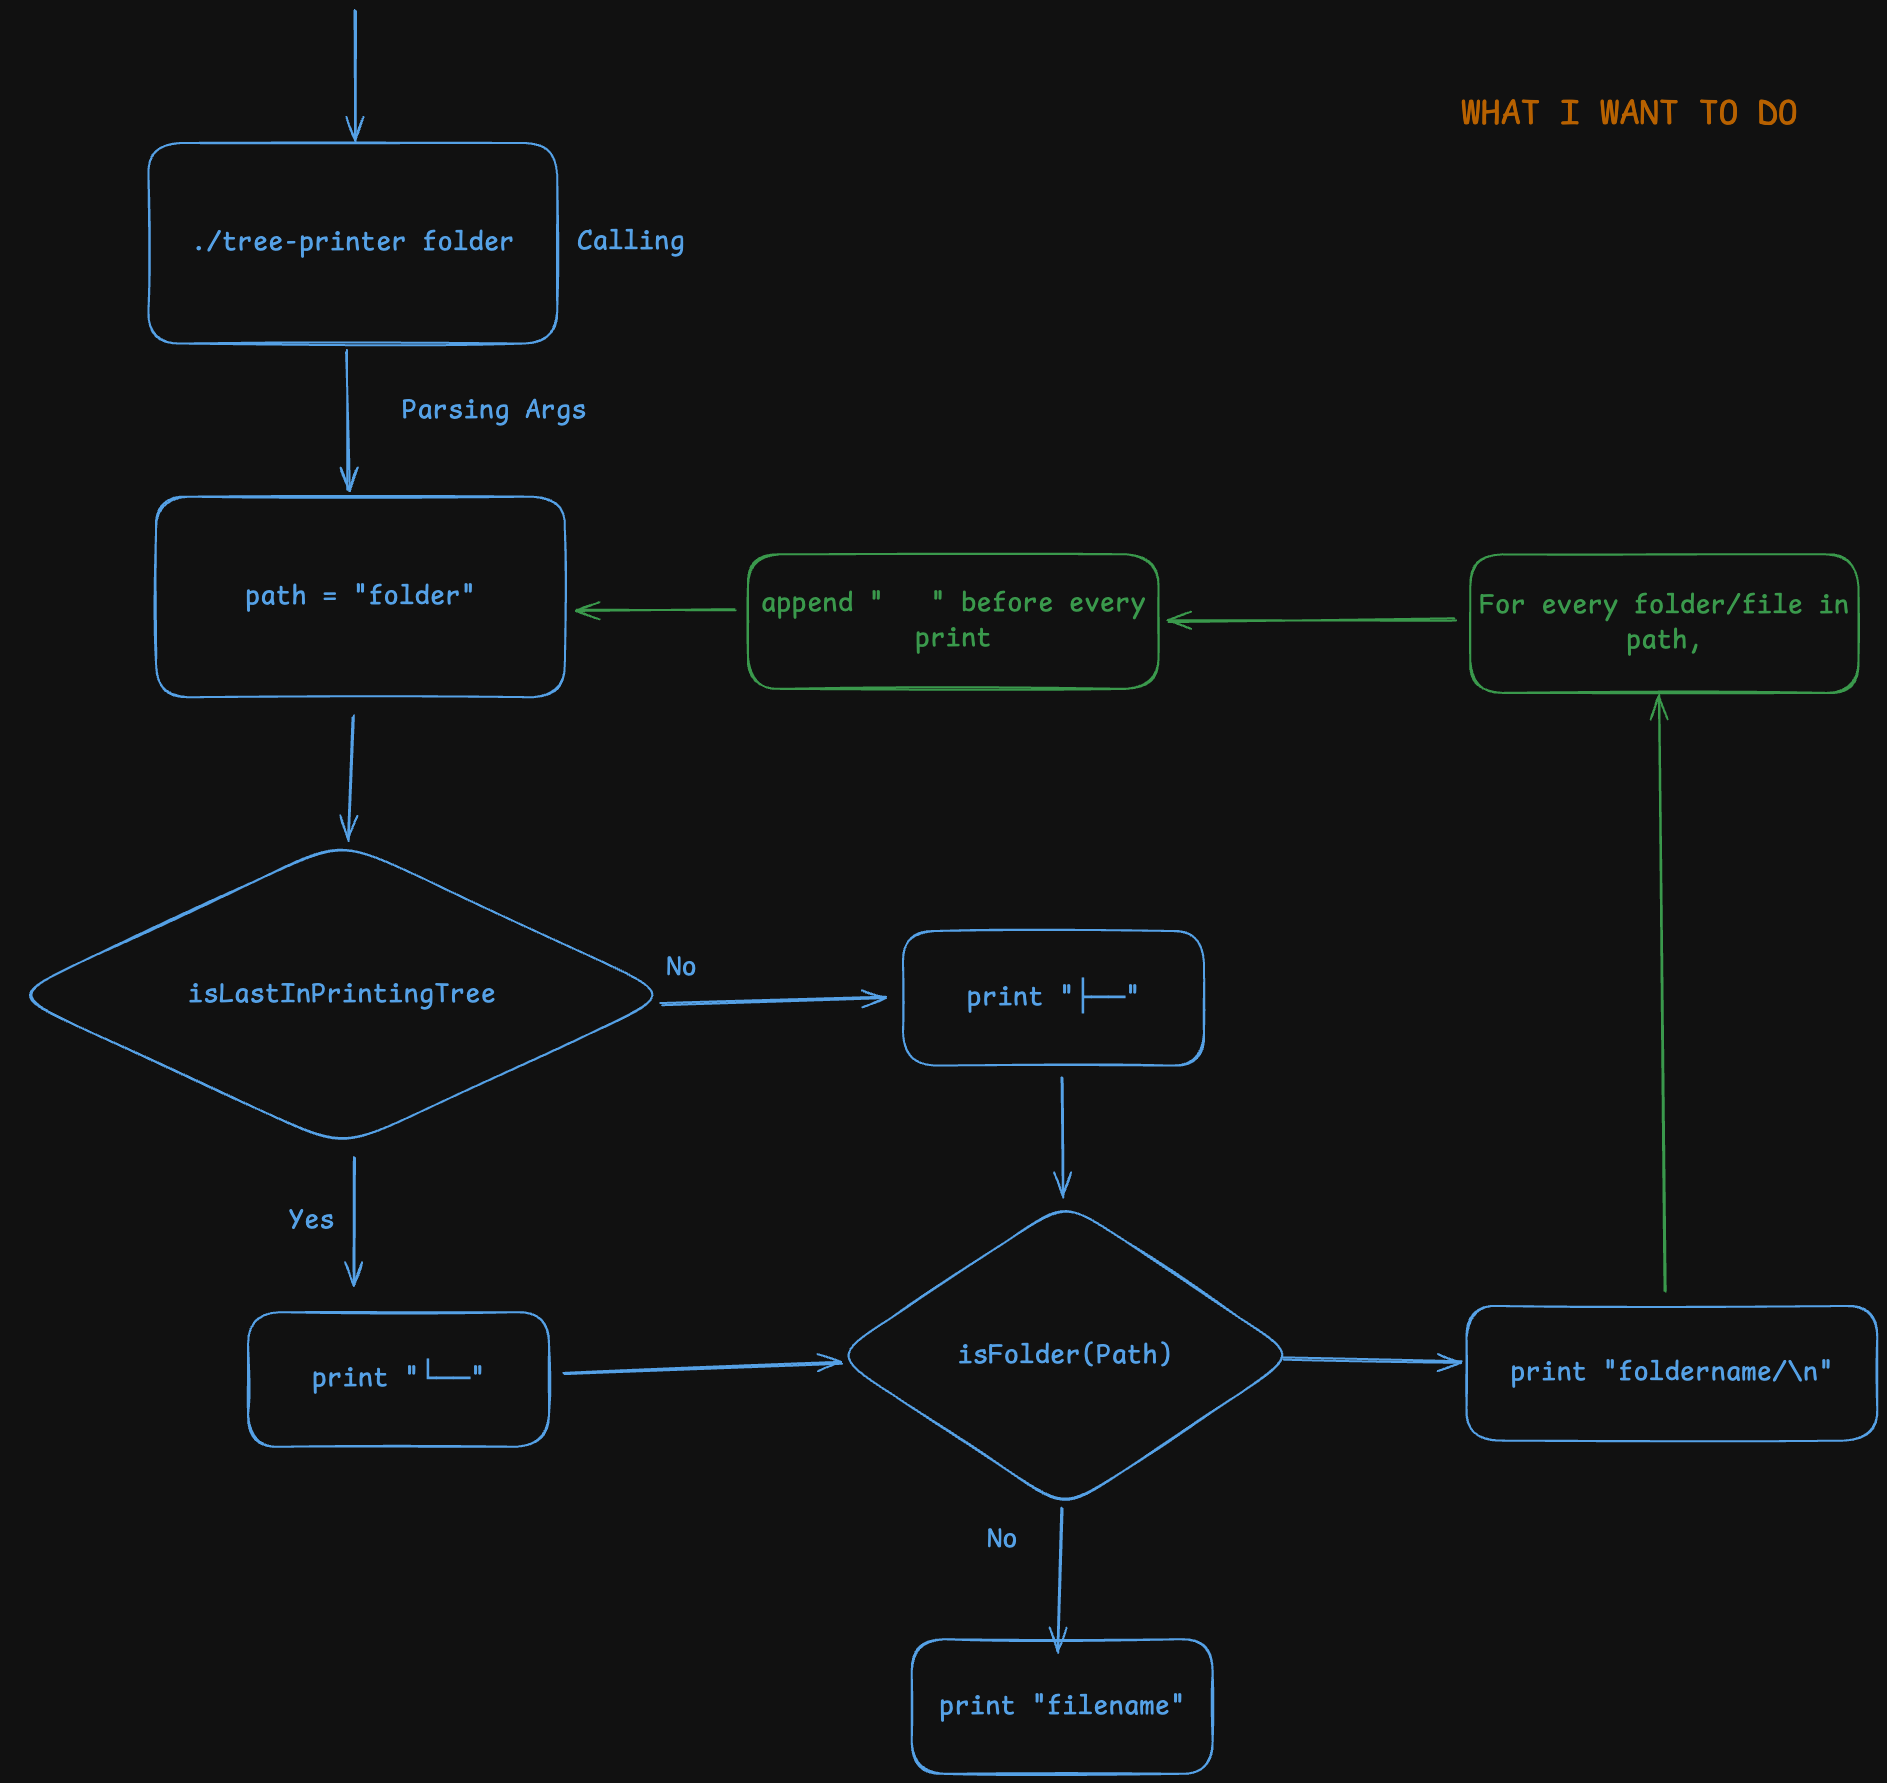 WHAT I WANT TO DO
./tree-printer folder
Calling
Parsing Args
path = "folder"
append "   " before every
print
For every folder/file in
path,
isLastInPrintingTree
No
print "├──"
Yes
print "└──"
isFolder(Path)
print "foldername/\n"
No
print "filename"